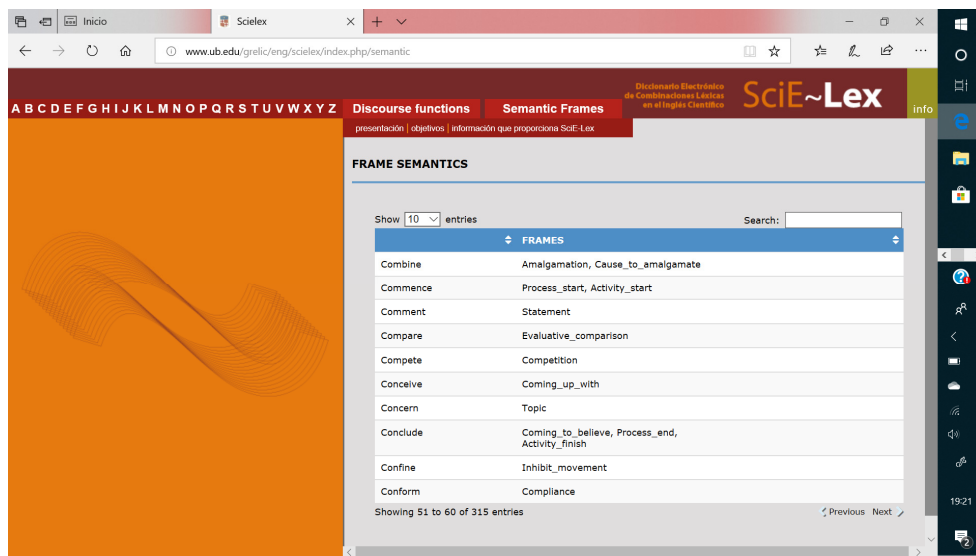 Inicio
Scielex
www.ub.edu/grelic/eng/scielex/index.php/semantic
A B C D E F G H I J K L M N O P Q R S T U V W X Y Z
Discourse functions
Semantic Frames
Diccionario Electrónico
de Combinaciones Léxicas
en el Inglés Científico
SciE~Lex
info
presentación | objetivos | información que proporciona SciE-Lex
FRAME SEMANTICS
Show 10 entries
Search:
FRAMES
Combine Amalgamation, Cause_to_amalgamate
Commence Process_start, Activity_start
Comment Statement
Compare Evaluative_comparison
Compete Competition
Conceive Coming_up_with
Concern Topic
Conclude Coming_to_believe, Process_end,
Activity_finish
Confine Inhibit_movement
Conform Compliance
Showing 51 to 60 of 315 entries
Previous Next
19:21
2